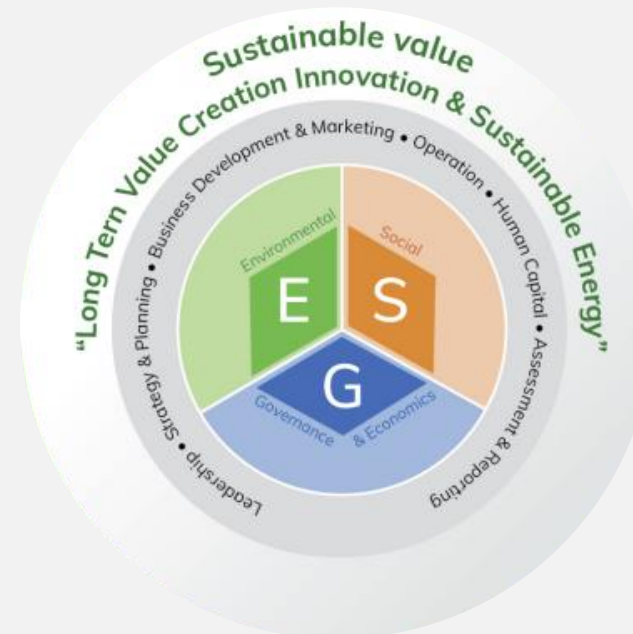 Sustainable value
“Long Tern Value Creation Innovation & Sustainable Energy”
Leadership • Strategy & Planning • Business Development & Marketing • Operation • Human Capital • Assessment & Reporting
Environmental
Social
E
S
G
Governance & Economics